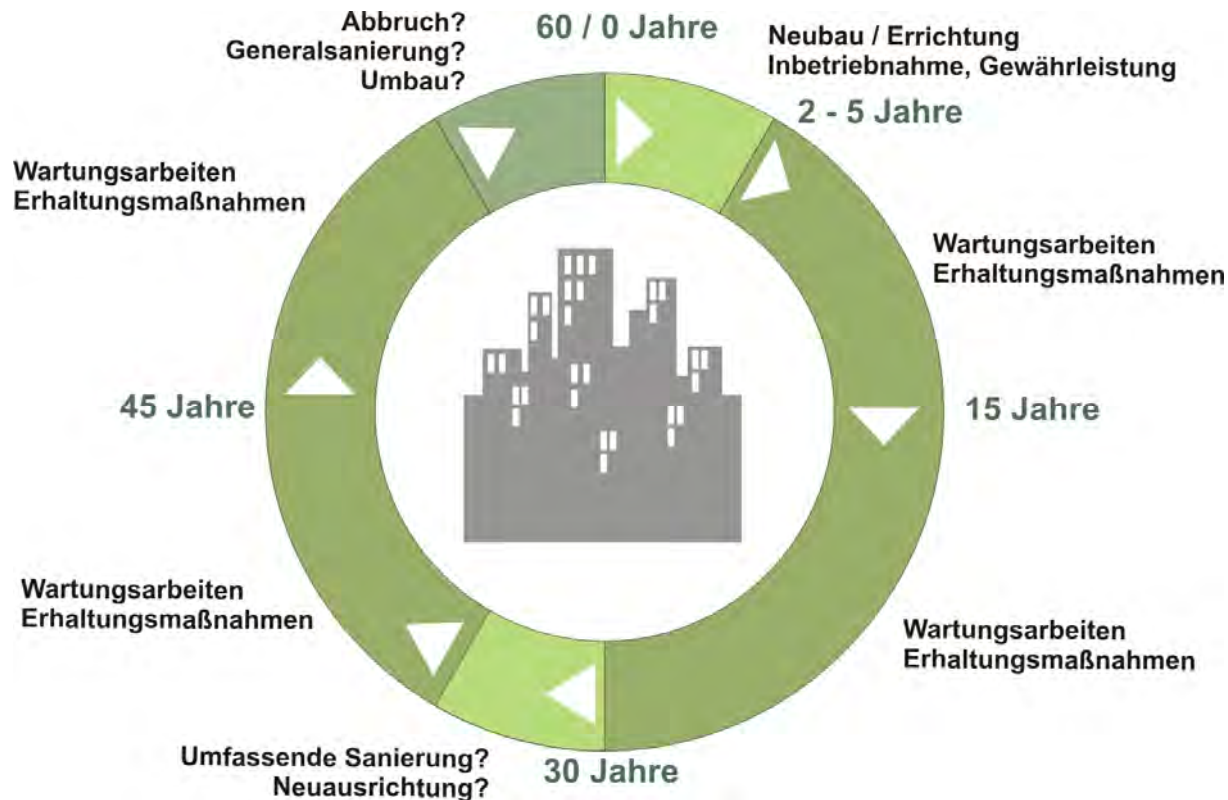 60 / 0 Jahre
Neubau / Errichtung
Inbetriebnahme, Gewährleistung
2 - 5 Jahre
Wartungsarbeiten
Erhaltungsmaßnahmen
15 Jahre
Wartungsarbeiten
Erhaltungsmaßnahmen
30 Jahre
Umfassende Sanierung?
Neuausrichtung?
Wartungsarbeiten
Erhaltungsmaßnahmen
45 Jahre
Wartungsarbeiten
Erhaltungsmaßnahmen
Abbruch?
Generalsanierung?
Umbau?